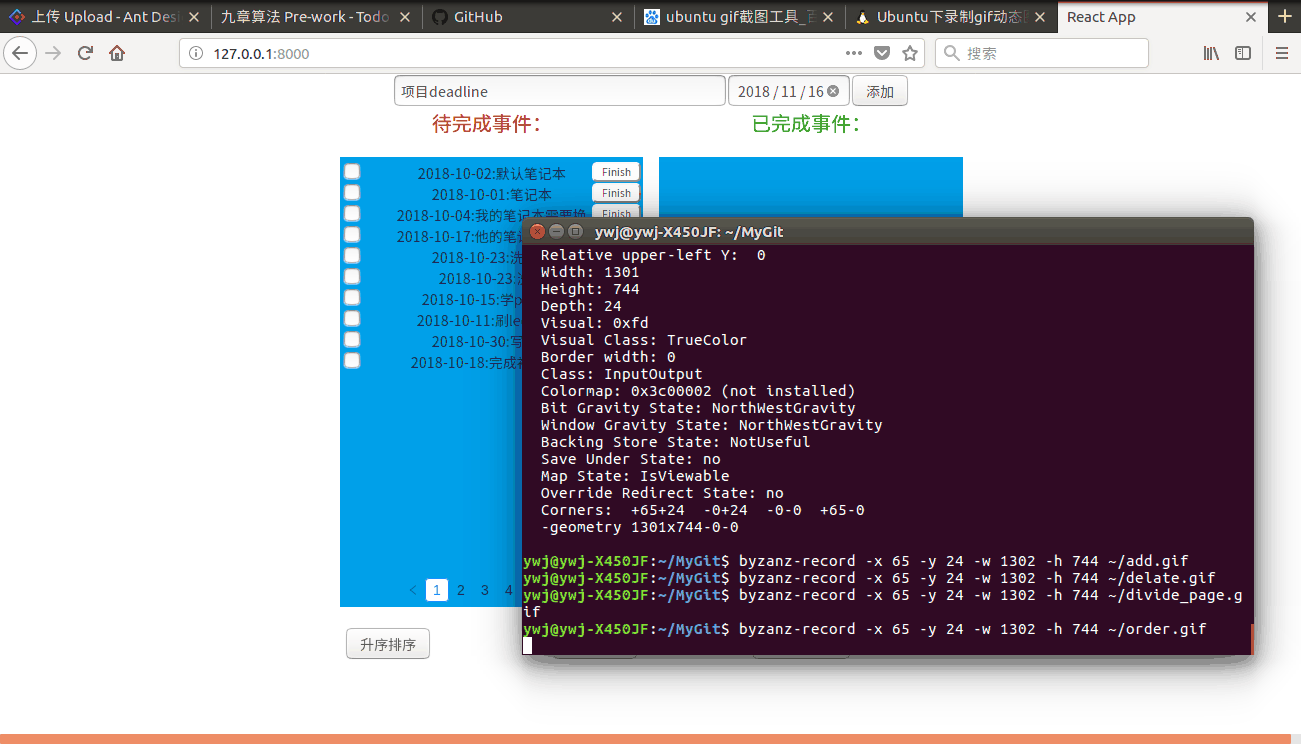 上传 Upload - Ant Desi
九章算法 Pre-work - Todo
GitHub
ubuntu gif截图工具_百
Ubuntu下录制gif动态图
React App
127.0.0.1:8000
搜索
项目deadline
2018 / 11 / 16
添加
待完成事件：
已完成事件：
2018-10-02:默认笔记本
Finish
2018-10-01:笔记本
Finish
2018-10-04:我的笔记本需要换
Finish
2018-10-17:他的笔
2018-10-23:洗
2018-10-23:
2018-10-15:学p
2018-10-11:刷le
2018-10-30:写
2018-10-18:完成
< 1 2 3 4
升序排序
ywj@ywj-X450JF: ~/MyGit
Relative upper-left Y:  0
Width: 1301
Height: 744
Depth: 24
Visual: 0xfd
Visual Class: TrueColor
Border width: 0
Class: InputOutput
Colormap: 0x3c00002 (not installed)
Bit Gravity State: NorthWestGravity
Window Gravity State: NorthWestGravity
Backing Store State: NotUseful
Save Under State: no
Map State: IsViewable
Override Redirect State: no
Corners:  +65+24  -0+24  -0-0  +65-0
-geometry 1301x744-0-0
ywj@ywj-X450JF:~/MyGit$ byzanz-record -x 65 -y 24 -w 1302 -h 744 ~/add.gif
ywj@ywj-X450JF:~/MyGit$ byzanz-record -x 65 -y 24 -w 1302 -h 744 ~/delate.gif
ywj@ywj-X450JF:~/MyGit$ byzanz-record -x 65 -y 24 -w 1302 -h 744 ~/divide_page.g
if
ywj@ywj-X450JF:~/MyGit$ byzanz-record -x 65 -y 24 -w 1302 -h 744 ~/order.gif